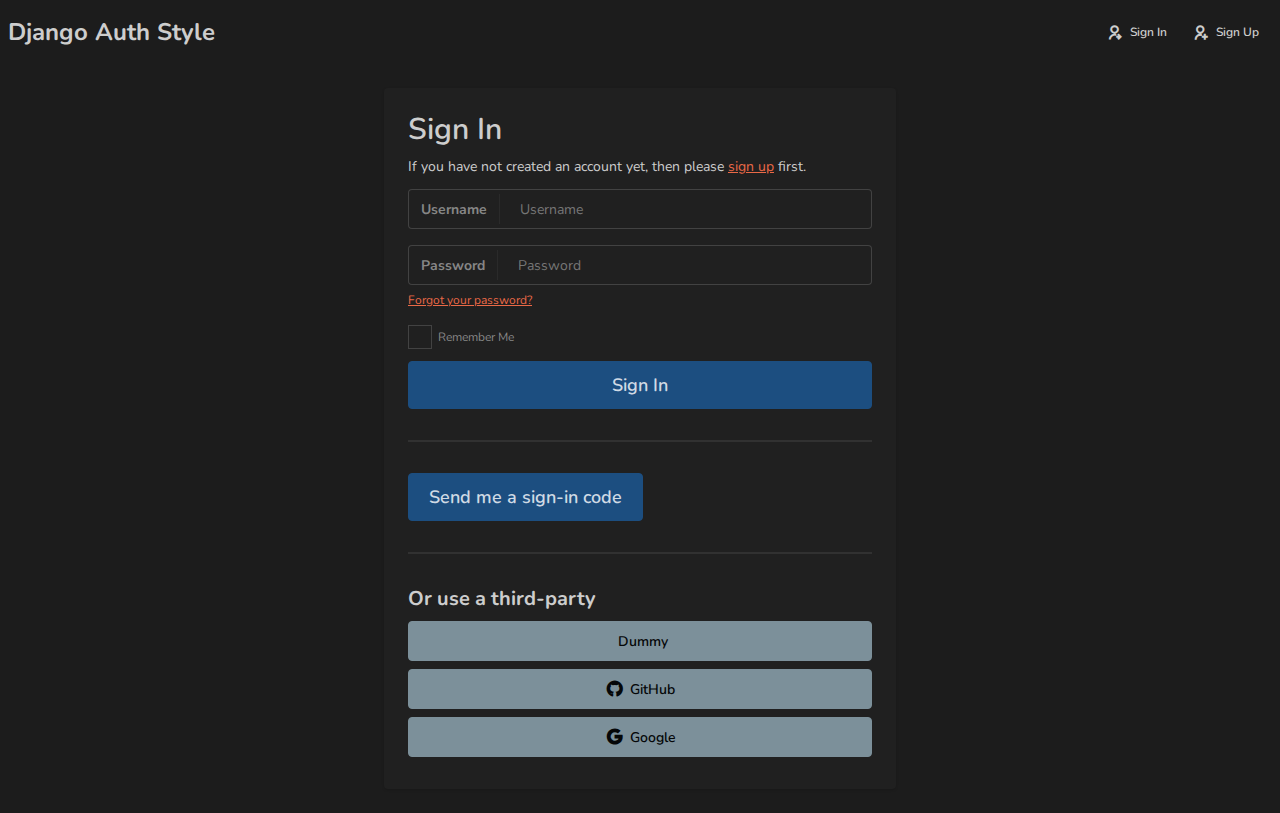 Django Auth Style
Sign In
Sign Up
Sign In
If you have not created an account yet, then please sign up first.
Username Username
Password Password
Forgot your password?
Remember Me
Sign In
Send me a sign-in code
Or use a third-party
Dummy
GitHub
Google